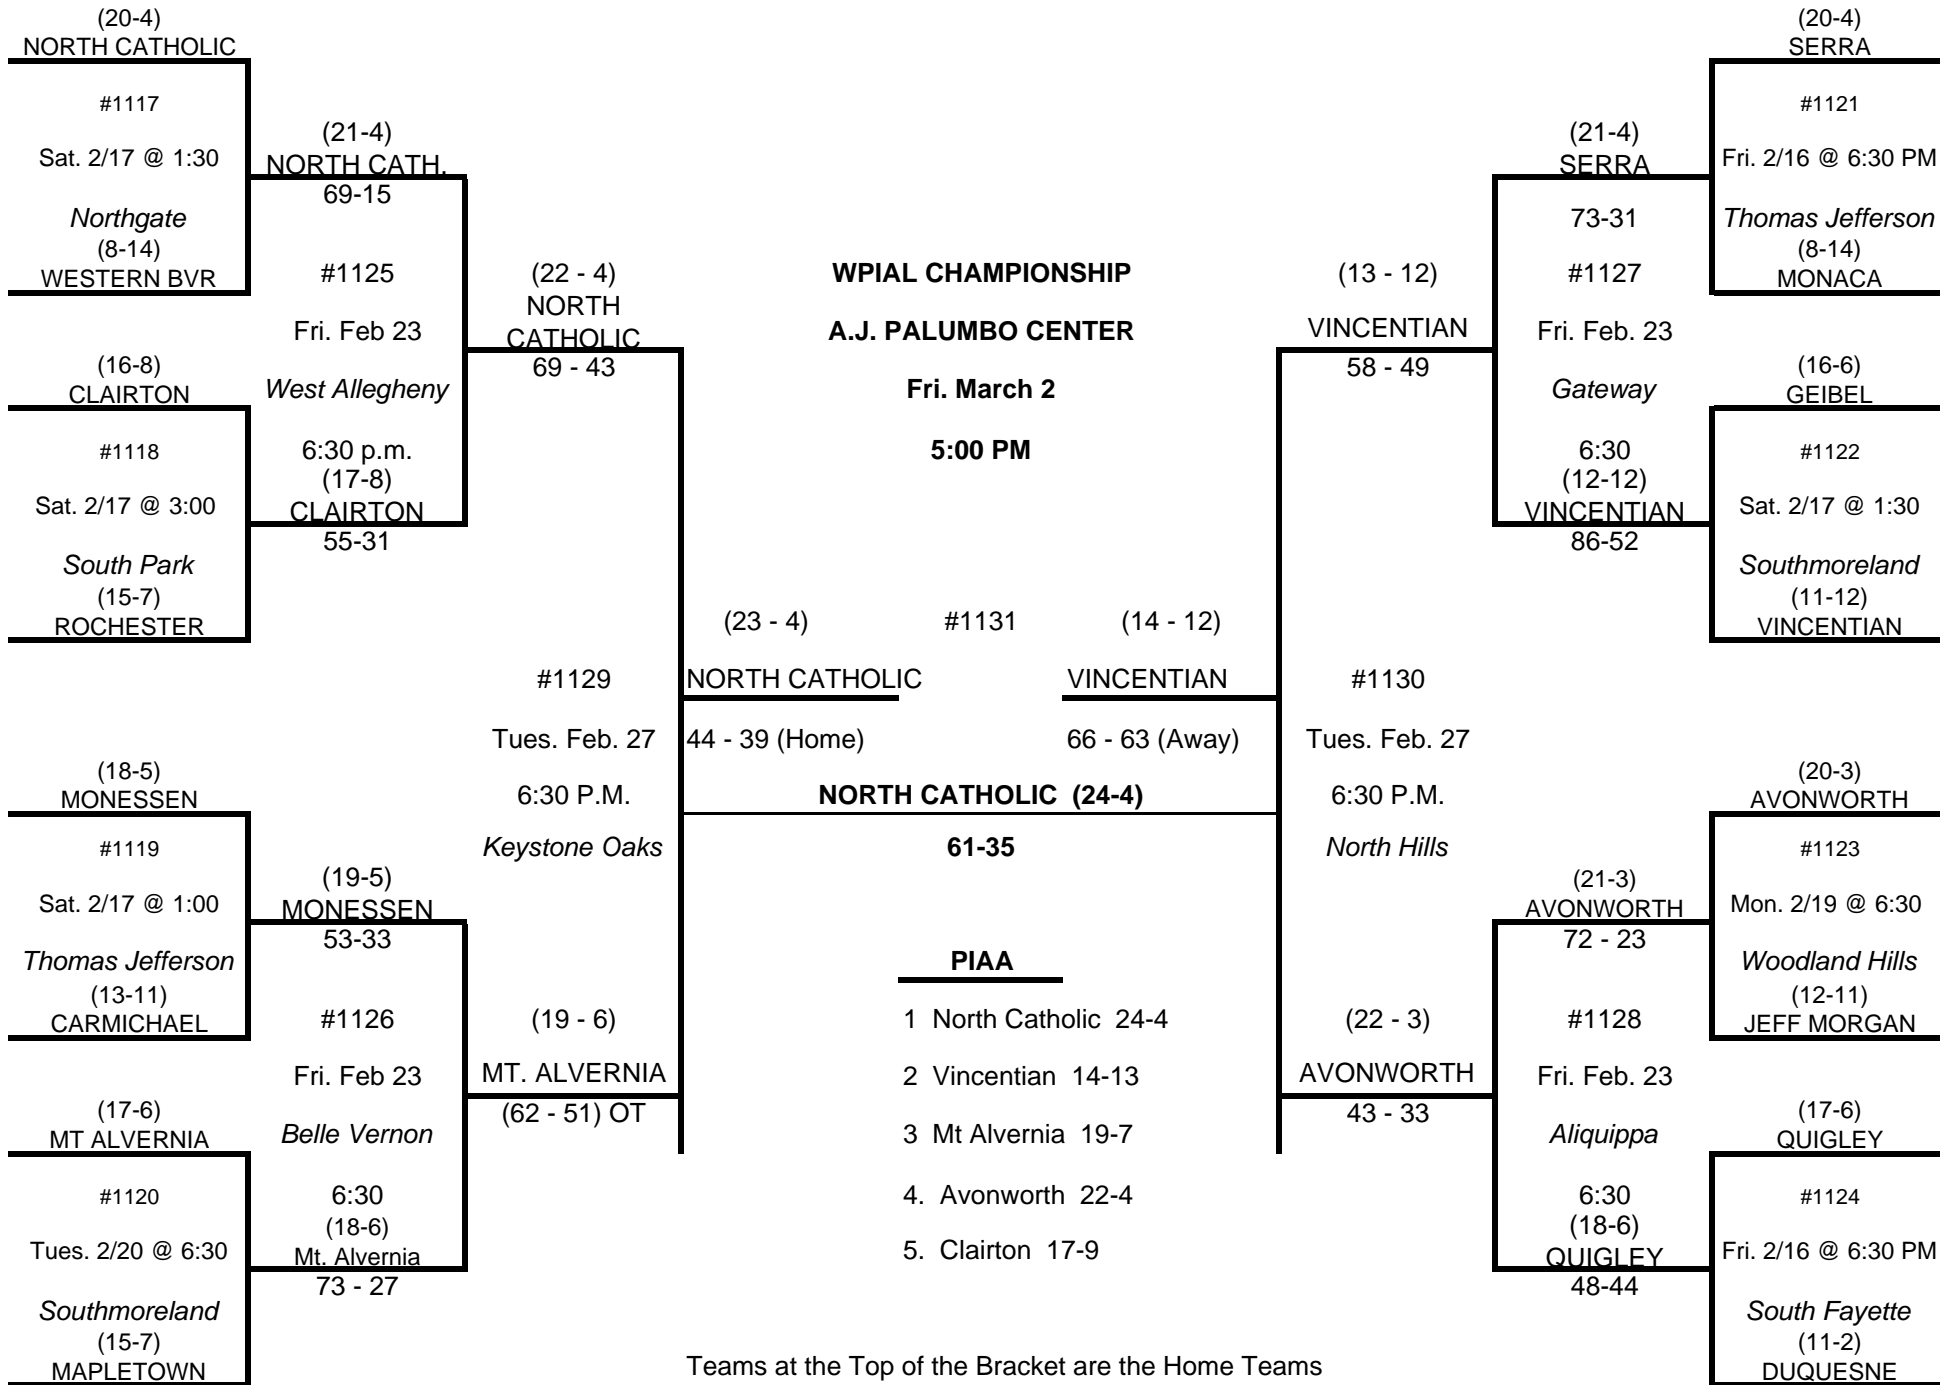 (20-4)
NORTH CATHOLIC
#1117
Sat. 2/17 @ 1:30
Northgate
(8-14)
WESTERN BVR
(16-8)
CLAIRTON
#1118
Sat. 2/17 @ 3:00
South Park
(15-7)
ROCHESTER
(18-5)
MONESSEN
#1119
Sat. 2/17 @ 1:00
Thomas Jefferson
(13-11)
CARMICHAEL
(17-6)
MT ALVERNIA
#1120
Tues. 2/20 @ 6:30
Southmoreland
(15-7)
MAPLETOWN
(21-4)
NORTH CATH.
69-15
#1125
Fri. Feb 23
West Allegheny
6:30 p.m.
(17-8)
CLAIRTON
55-31
(19-5)
MONESSEN
53-33
#1126
Fri. Feb 23
Belle Vernon
6:30
(18-6)
Mt. Alvernia
73 - 27
(22 - 4)
NORTH
CATHOLIC
69 - 43
#1129
Tues. Feb. 27
6:30 P.M.
Keystone Oaks
(19 - 6)
MT. ALVERNIA
(62 - 51) OT
WPIAL CHAMPIONSHIP
A.J. PALUMBO CENTER
Fri. March 2
5:00 PM
(23 - 4)
NORTH CATHOLIC
44 - 39 (Home)
#1131
(14 - 12)
VINCENTIAN
66 - 63 (Away)
NORTH CATHOLIC (24-4)
61-35
PIAA
1 North Catholic 24-4
2 Vincentian 14-13
3 Mt Alvernia 19-7
4. Avonworth 22-4
5. Clairton 17-9
Teams at the Top of the Bracket are the Home Teams
(13 - 12)
VINCENTIAN
58 - 49
#1130
Tues. Feb. 27
6:30 P.M.
North Hills
(22 - 3)
AVONWORTH
43 - 33
(21-4)
SERRA
73-31
#1127
Fri. Feb. 23
Gateway
6:30
(12-12)
VINCENTIAN
86-52
(21-3)
AVONWORTH
72 - 23
#1128
Fri. Feb. 23
Aliquippa
6:30
(18-6)
QUIGLEY
48-44
(20-4)
SERRA
#1121
Fri. 2/16 @ 6:30 PM
Thomas Jefferson
(8-14)
MONACA
(16-6)
GEIBEL
#1122
Sat. 2/17 @ 1:30
Southmoreland
(11-12)
VINCENTIAN
(20-3)
AVONWORTH
#1123
Mon. 2/19 @ 6:30
Woodland Hills
(12-11)
JEFF MORGAN
(17-6)
QUIGLEY
#1124
Fri. 2/16 @ 6:30 PM
South Fayette
(11-2)
DUQUESNE